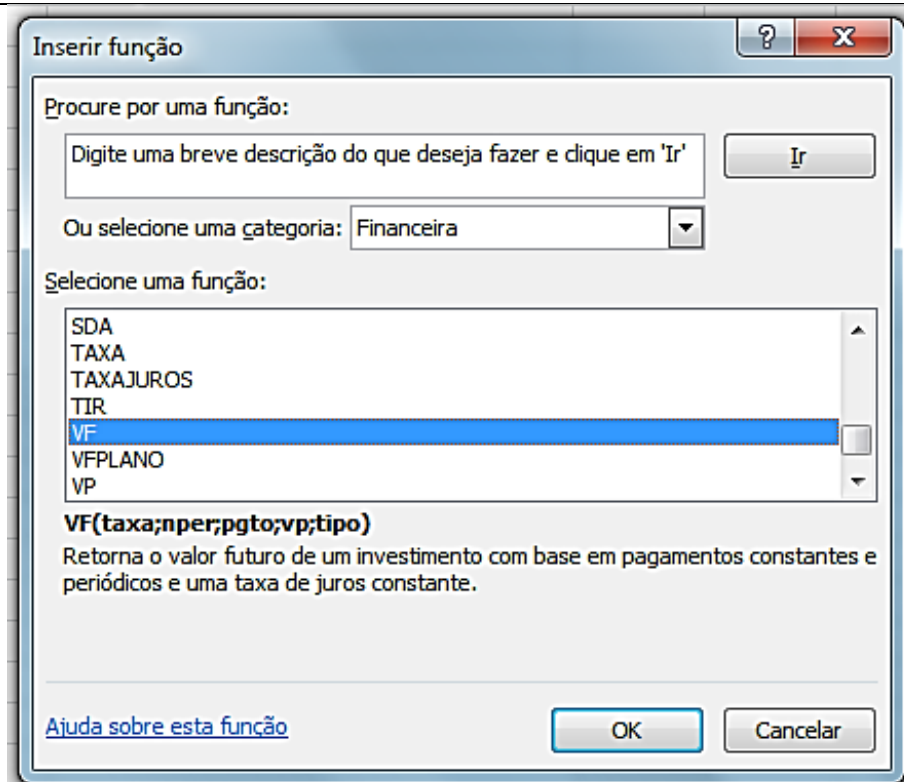 Inserir função
Procure por uma função:
Digite uma breve descrição do que deseja fazer e clique em 'Ir'
Ir
Ou selecione uma categoria: Financeira
Selecione uma função:
SDA
TAXA
TAXAJUROS
TIR
VF
VFPLANO
VP
VF(taxa;nper;pgto;vp;tipo)
Retorna o valor futuro de um investimento com base em pagamentos constantes e
periódicos e uma taxa de juros constante.
Ajuda sobre esta função
OK
Cancelar